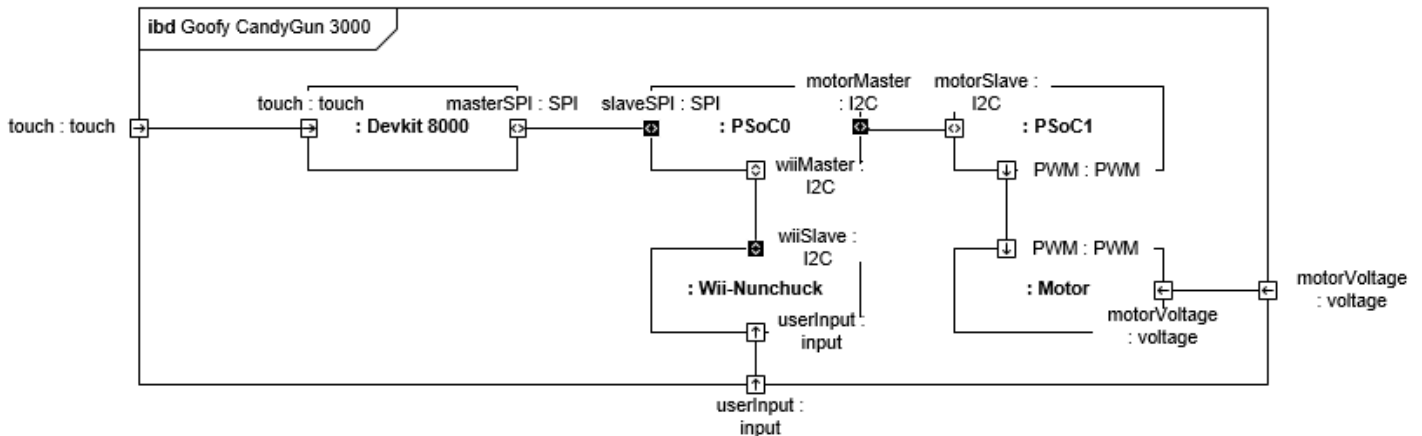 ibd Goofy CandyGun 3000
motorMaster : I2C
motorSlave : I2C
touch : touch
touch : touch
masterSPI : SPI
slaveSPI : SPI
: Devkit 8000
: PSoC0
: PSoC1
wiiMaster : I2C
PWM : PWM
wiiSlave : I2C
PWM : PWM
: Wii-Nunchuck
: Motor
motorVoltage : voltage
motorVoltage : voltage
userInput : input
userInput : input